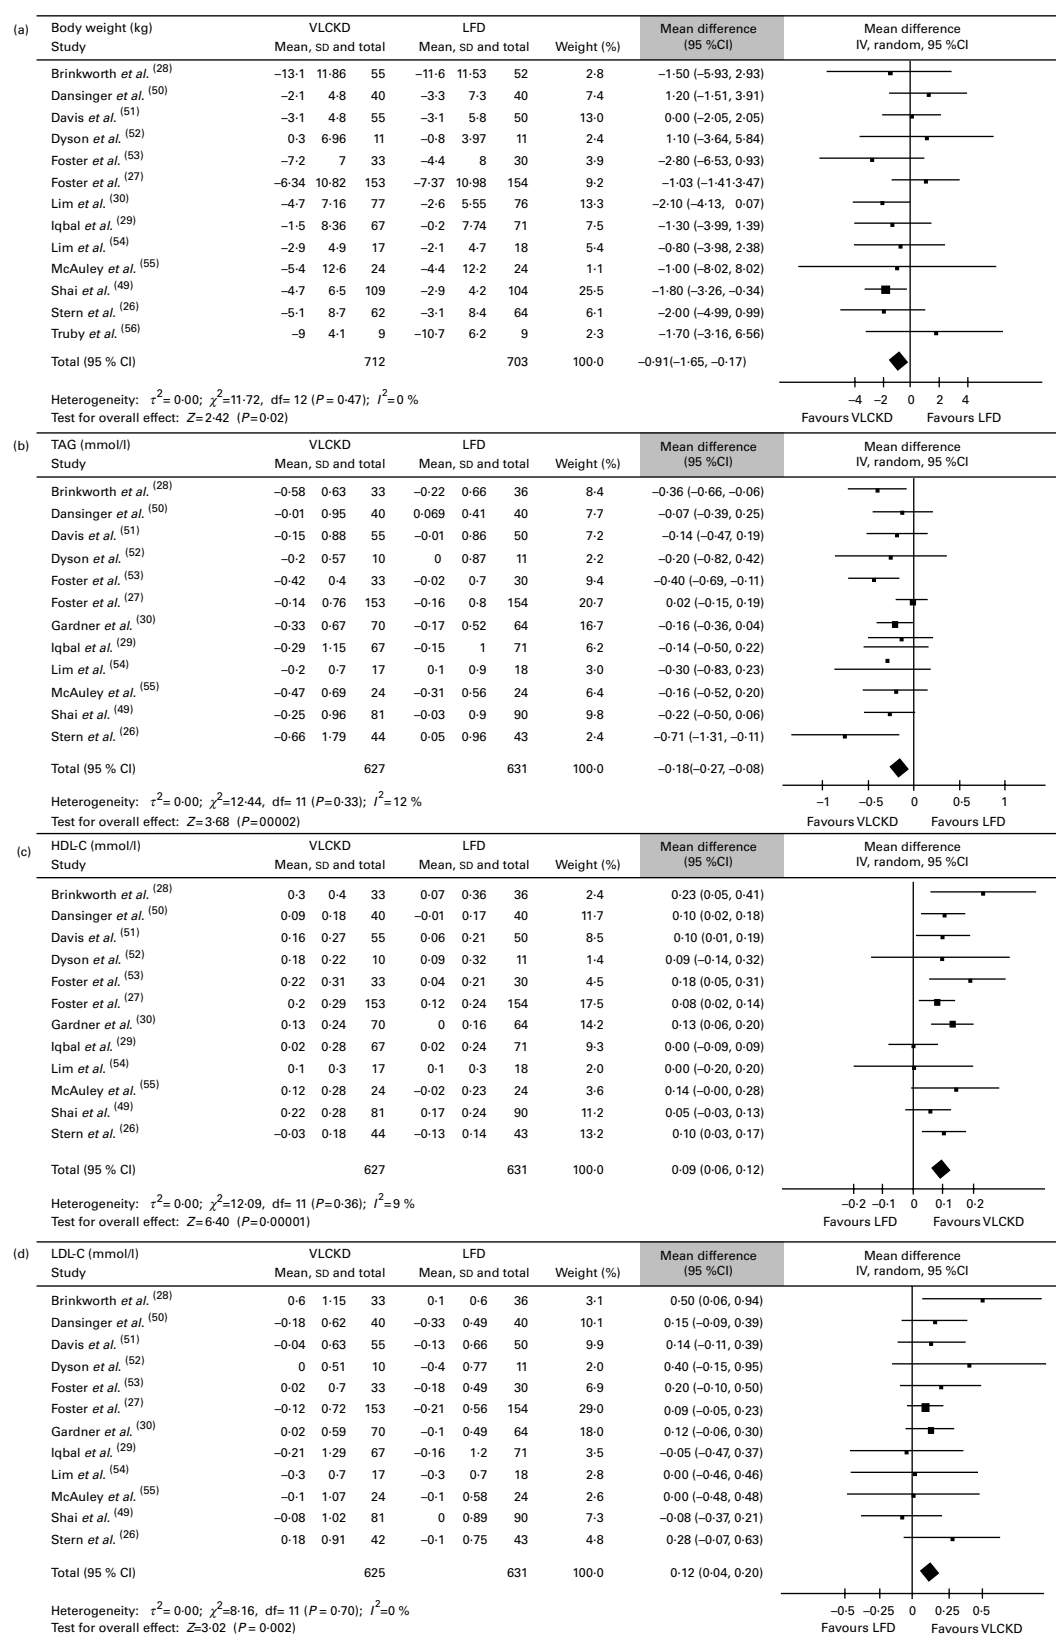 (a) Body weight (kg) VLCKD LFD Mean difference Mean difference
Study Mean, SD and total Mean, SD and total Weight (%) (95 %CI) IV, random, 95 %CI
Brinkworth et al. (28) −13·1 11·86 55 −11·6 11·53 52 2·8 −1·50 (−5·93, 2·93)
Dansinger et al. (50) −2·1 4·8 40 −3·3 7·3 40 7·4 1·20 (−1·51, 3·91)
Davis et al. (51) −3·1 4·8 55 −3·1 5·8 50 13·0 0·00 (−2·05, 2·05)
Dyson et al. (52) 0·3 6·96 11 −0·8 3·97 11 2·4 1·10 (−3·64, 5·84)
Foster et al. (53) −7·2 7 33 −4·4 8 30 3·9 −2·80 (−6·53, 0·93)
Foster et al. (27) −6·34 10·82 153 −7·37 10·98 154 9·2 −1·03 (−1·41·3·47)
Lim et al. (30) −4·7 7·16 77 −2·6 5·55 76 13·3 −2·10 (−4·13, 0·07)
Iqbal et al. (29) −1·5 8·36 67 −0·2 7·74 71 7·5 −1·30 (−3·99, 1·39)
Lim et al. (54) −2·9 4·9 17 −2·1 4·7 18 5·4 −0·80 (−3·98, 2·38)
McAuley et al. (55) −5·4 12·6 24 −4·4 12·2 24 1·1 −1·00 (−8·02, 8·02)
Shai et al. (49) −4·7 6·5 109 −2·9 4·2 104 25·5 −1·80 (−3·26, −0·34)
Stern et al. (26) −5·1 8·7 62 −3·1 8·4 64 6·1 −2·00 (−4·99, 0·99)
Truby et al. (56) −9 4·1 9 −10·7 6·2 9 2·3 −1·70 (−3·16, 6·56)
Total (95 % CI) 712 703 100·0 −0·91(−1·65, −0·17)
Heterogeneity: τ2= 0·00; χ2=11·72, df= 12 (P = 0·47); I2=0 % −4 −2 0 2 4
Test for overall effect: Z=2·42 (P=0·02) Favours VLCKD Favours LFD
(b) TAG (mmol/l) VLCKD LFD Mean difference Mean difference
Study Mean, SD and total Mean, SD and total Weight (%) (95 %CI) IV, random, 95 %CI
Brinkworth et al. (28) −0·58 0·63 33 −0·22 0·66 36 8·4 −0·36 (−0·66, −0·06)
Dansinger et al. (50) −0·01 0·95 40 0·069 0·41 40 7·7 −0·07 (−0·39, 0·25)
Davis et al. (51) −0·15 0·88 55 −0·01 0·86 50 7·2 −0·14 (−0·47, 0·19)
Dyson et al. (52) −0·2 0·57 10 0 0·87 11 2·2 −0·20 (−0·82, 0·42)
Foster et al. (53) −0·42 0·4 33 −0·02 0·7 30 9·4 −0·40 (−0·69, −0·11)
Foster et al. (27) −0·14 0·76 153 −0·16 0·8 154 20·7 0·02 (−0·15, 0·19)
Gardner et al. (30) −0·33 0·67 70 −0·17 0·52 64 16·7 −0·16 (−0·36, 0·04)
Iqbal et al. (29) −0·29 1·15 67 −0·15 1 71 6·2 −0·14 (−0·50, 0·22)
Lim et al. (54) −0·2 0·7 17 0·1 0·9 18 3·0 −0·30 (−0·83, 0·23)
McAuley et al. (55) −0·47 0·69 24 −0·31 0·56 24 6·4 −0·16 (−0·52, 0·20)
Shai et al. (49) −0·25 0·96 81 −0·03 0·9 90 9·8 −0·22 (−0·50, 0·06)
Stern et al. (26) −0·66 1·79 44 0·05 0·96 43 2·4 −0·71 (−1·31, −0·11)
Total (95 % CI) 627 631 100·0 −0·18(−0·27, −0·08)
Heterogeneity: τ2= 0·00; χ2=12·44, df= 11 (P=0·33); I2=12 % −1 −0·5 0 0·5 1
Test for overall effect: Z=3·68 (P=00002) Favours VLCKD Favours LFD
(c) HDL-C (mmol/l) VLCKD LFD Mean difference Mean difference
Study Mean, SD and total Mean, SD and total Weight (%) (95 %CI) IV, random, 95 %CI
Brinkworth et al. (28) 0·3 0·4 33 0·07 0·36 36 2·4 0·23 (0·05, 0·41)
Dansinger et al. (50) 0·09 0·18 40 −0·01 0·17 40 11·7 0·10 (0·02, 0·18)
Davis et al. (51) 0·16 0·27 55 0·06 0·21 50 8·5 0·10 (0·01, 0·19)
Dyson et al. (52) 0·18 0·22 10 0·09 0·32 11 1·4 0·09 (−0·14, 0·32)
Foster et al. (53) 0·22 0·31 33 0·04 0·21 30 4·5 0·18 (0·05, 0·31)
Foster et al. (27) 0·2 0·29 153 0·12 0·24 154 17·5 0·08 (0·02, 0·14)
Gardner et al. (30) 0·13 0·24 70 0 0·16 64 14·2 0·13 (0·06, 0·20)
Iqbal et al. (29) 0·02 0·28 67 0·02 0·24 71 9·3 0·00 (−0·09, 0·09)
Lim et al. (54) 0·1 0·3 17 0·1 0·3 18 2·0 0·00 (−0·20, 0·20)
McAuley et al. (55) 0·12 0·28 24 −0·02 0·23 24 3·6 0·14 (−0·00, 0·28)
Shai et al. (49) 0·22 0·28 81 0·17 0·24 90 11·2 0·05 (−0·03, 0·13)
Stern et al. (26) −0·03 0·18 44 −0·13 0·14 43 13·2 0·10 (0·03, 0·17)
Total (95 % CI) 627 631 100·0 0·09 (0·06, 0·12)
Heterogeneity: τ2= 0·00; χ2=12·09, df= 11 (P=0·36); I2=9 % −0·2 −0·1 0 0·1 0·2
Test for overall effect: Z=6·40 (P=0·00001) Favours LFD Favours VLCKD
(d) LDL-C (mmol/l) VLCKD LFD Mean difference Mean difference
Study Mean, SD and total Mean, SD and total Weight (%) (95 %CI) IV, random, 95 %CI
Brinkworth et al. (28) 0·6 1·15 33 0·1 0·6 36 3·1 0·50 (0·06, 0·94)
Dansinger et al. (50) −0·18 0·62 40 −0·33 0·49 40 10·1 0·15 (−0·09, 0·39)
Davis et al. (51) −0·04 0·63 55 −0·13 0·66 50 9·9 0·14 (−0·11, 0·39)
Dyson et al. (52) 0 0·51 10 −0·4 0·77 11 2·0 0·40 (−0·15, 0·95)
Foster et al. (53) 0·02 0·7 33 −0·18 0·49 30 6·9 0·20 (−0·10, 0·50)
Foster et al. (27) −0·12 0·72 153 −0·21 0·56 154 29·0 0·09 (−0·05, 0·23)
Gardner et al. (30) 0·02 0·59 70 −0·1 0·49 64 18·0 0·12 (−0·06, 0·30)
Iqbal et al. (29) −0·21 1·29 67 −0·16 1·2 71 3·5 −0·05 (−0·47, 0·37)
Lim et al. (54) −0·3 0·7 17 −0·3 0·7 18 2·8 0·00 (−0·46, 0·46)
McAuley et al. (55) −0·1 1·07 24 −0·1 0·58 24 2·6 0·00 (−0·48, 0·48)
Shai et al. (49) −0·08 1·02 81 0 0·89 90 7·3 −0·08 (−0·37, 0·21)
Stern et al. (26) 0·18 0·91 42 −0·1 0·75 43 4·8 0·28 (−0·07, 0·63)
Total (95 % CI) 625 631 100·0 0·12 (0·04, 0·20)
Heterogeneity: τ2= 0·00; χ2=8·16, df= 11 (P = 0·70); I2=0 % −0·5 −0·25 0 0·25 0·5
Test for overall effect: Z=3·02 (P = 0·002) Favours LFD Favours VLCKD